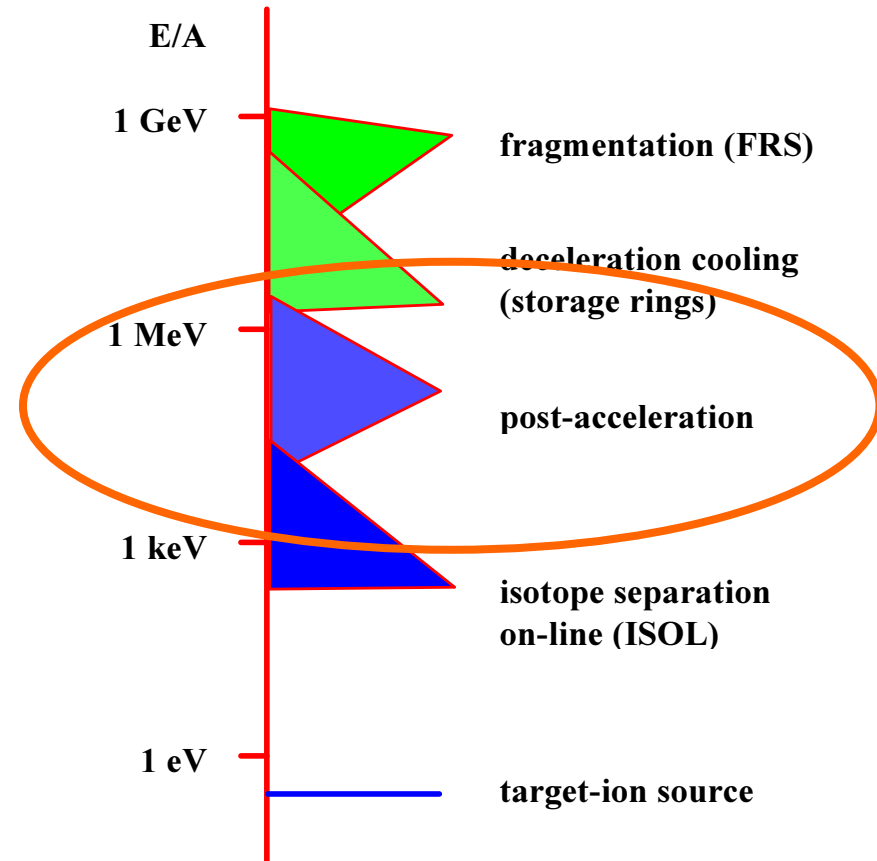 E/A
1 GeV
fragmentation (FRS)
deceleration cooling
(storage rings)
1 MeV
post-acceleration
1 keV
isotope separation
on-line (ISOL)
1 eV
target-ion source